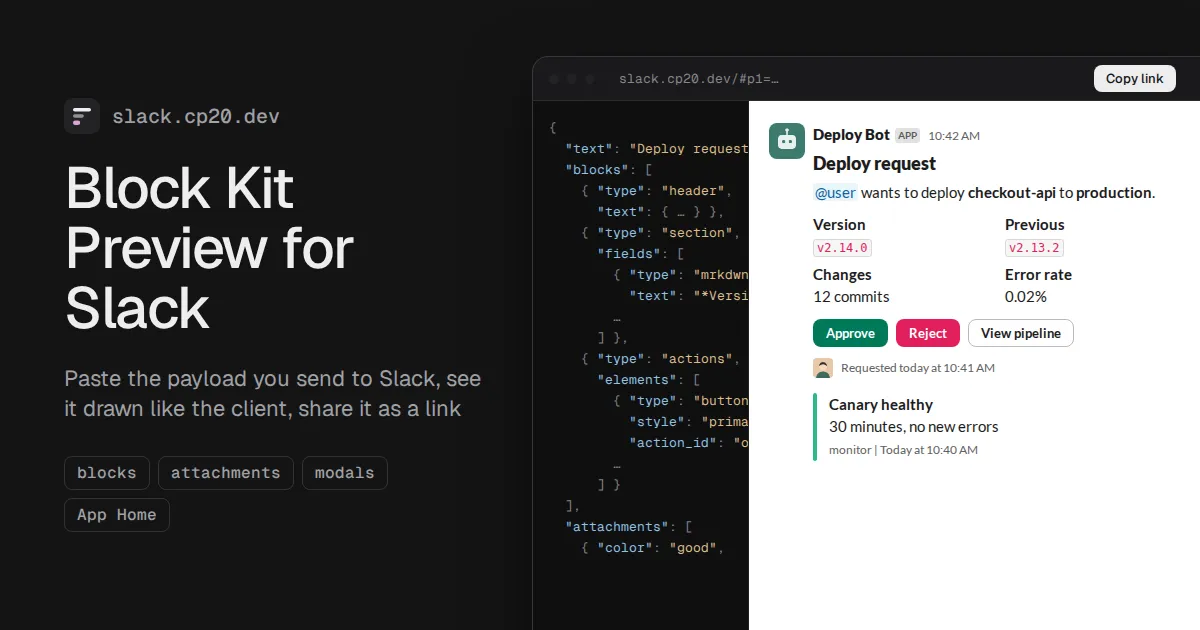 slack.cp20.dev
Block Kit
Preview for
Slack
Paste the payload you send to Slack, see
it drawn like the client, share it as a link
blocks
attachments
modals
App Home
slack.cp20.dev/#p1=…
Copy link
{
"text": "Deploy request
"blocks": [
{ "type": "header",
"text": { … } },
{ "type": "section",
"fields": [
{ "type": "mrkdwn
"text": "*Versi
…
] },
{ "type": "actions",
"elements": [
{ "type": "button
"style": "prima
"action_id": "o
…
] }
],
"attachments": [
{ "color": "good",
Deploy Bot APP 10:42 AM
Deploy request
@user wants to deploy checkout-api to production.
Version Previous
v2.14.0 v2.13.2
Changes Error rate
12 commits 0.02%
Approve Reject View pipeline
Requested today at 10:41 AM
Canary healthy
30 minutes, no new errors
monitor | Today at 10:40 AM